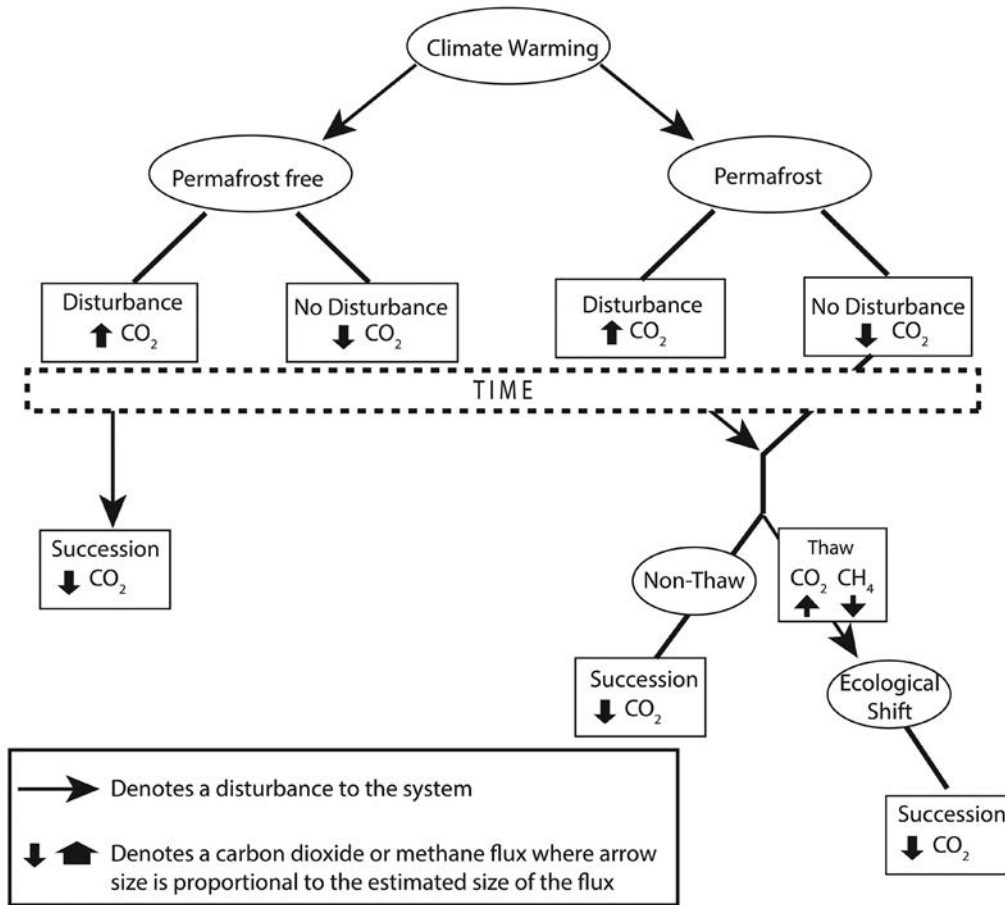 Climate Warming
Permafrost free
Permafrost
Disturbance
CO₂
No Disturbance
CO₂
Disturbance
CO₂
No Disturbance
CO₂
TIME
Succession
CO₂
Non-Thaw
Thaw
CO₂ CH₄
Succession
CO₂
Ecological
Shift
Succession
CO₂
Denotes a disturbance to the system
Denotes a carbon dioxide or methane flux where arrow
size is proportional to the estimated size of the flux